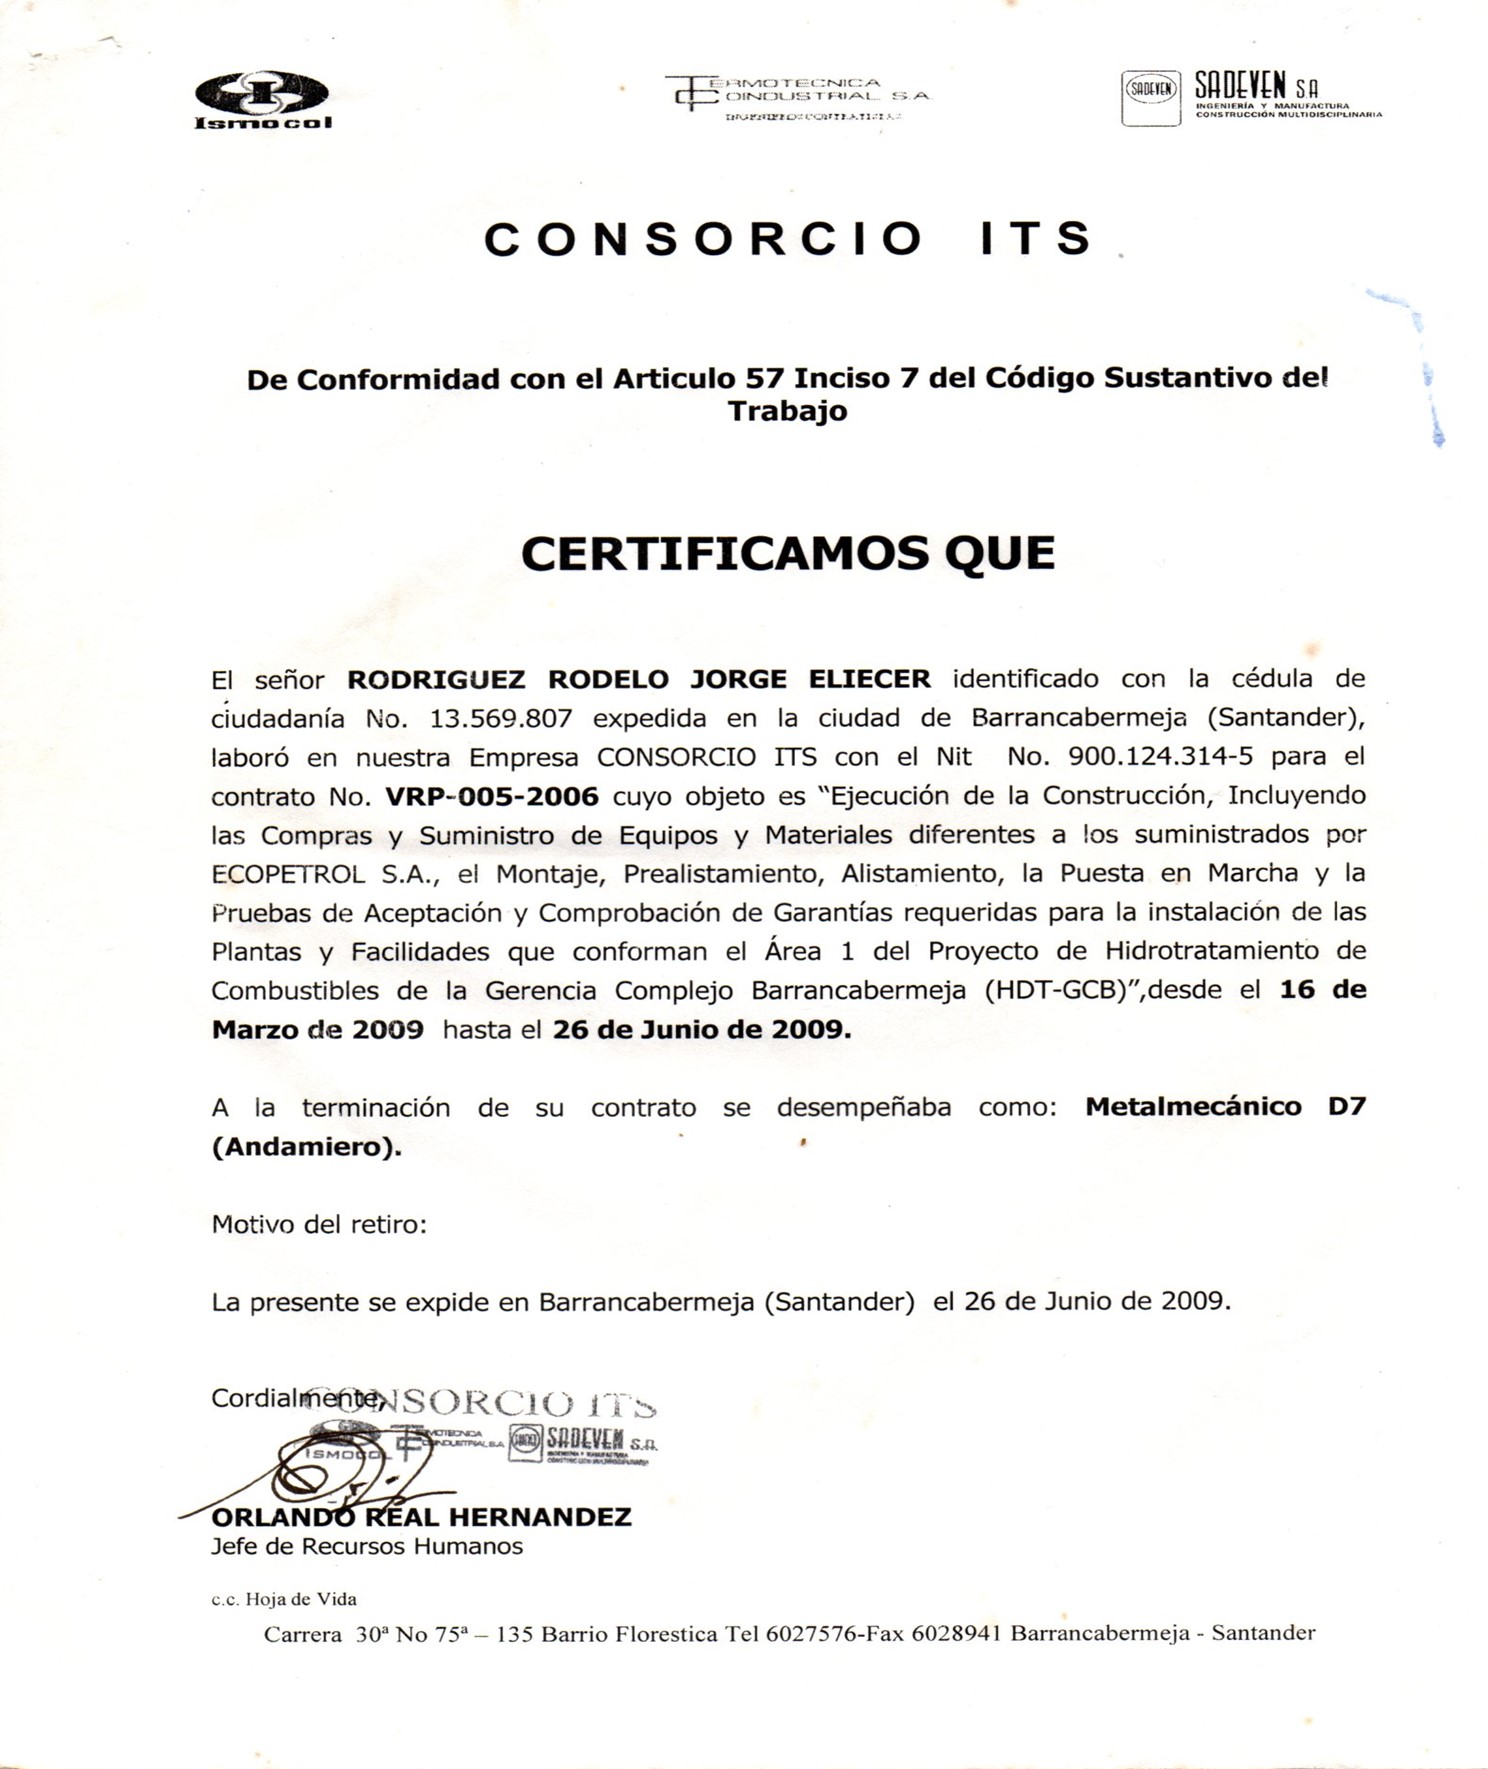 Ismocol
TERMOTECNICA
COINDUSTRIAL S.A.
SADEVEN
SADEVEN S A
INGENIERÍA Y MANUFACTURA
CONSTRUCCIÓN MULTIDISCIPLINARIA
CONSORCIO ITS
De Conformidad con el Articulo 57 Inciso 7 del Código Sustantivo del
Trabajo
CERTIFICAMOS QUE
El señor RODRIGUEZ RODELO JORGE ELIECER identificado con la cédula de
ciudadanía No. 13.569.807 expedida en la ciudad de Barrancabermeja (Santander),
laboró en nuestra Empresa CONSORCIO ITS con el Nit No. 900.124.314-5 para el
contrato No. VRP-005-2006 cuyo objeto es “Ejecución de la Construcción, Incluyendo
las Compras y Suministro de Equipos y Materiales diferentes a los suministrados por
ECOPETROL S.A., el Montaje, Prealistamiento, Alistamiento, la Puesta en Marcha y la
Pruebas de Aceptación y Comprobación de Garantías requeridas para la instalación de las
Plantas y Facilidades que conforman el Área 1 del Proyecto de Hidrotratamiento de
Combustibles de la Gerencia Complejo Barrancabermeja (HDT-GCB)”,desde el 16 de
Marzo de 2009 hasta el 26 de Junio de 2009.
A la terminación de su contrato se desempeñaba como: Metalmecánico D7
(Andamiero).
Motivo del retiro:
La presente se expide en Barrancabermeja (Santander) el 26 de Junio de 2009.
Cordialmente,
CONSORCIO ITS
ISMOCOL
TERMOTECNICA
COINDUSTRIAL S.A
SADEVEN S.A.
ORLANDO REAL HERNANDEZ
Jefe de Recursos Humanos
c.c. Hoja de Vida
Carrera 30ª No 75ª – 135 Barrio Florestica Tel 6027576-Fax 6028941 Barrancabermeja - Santander